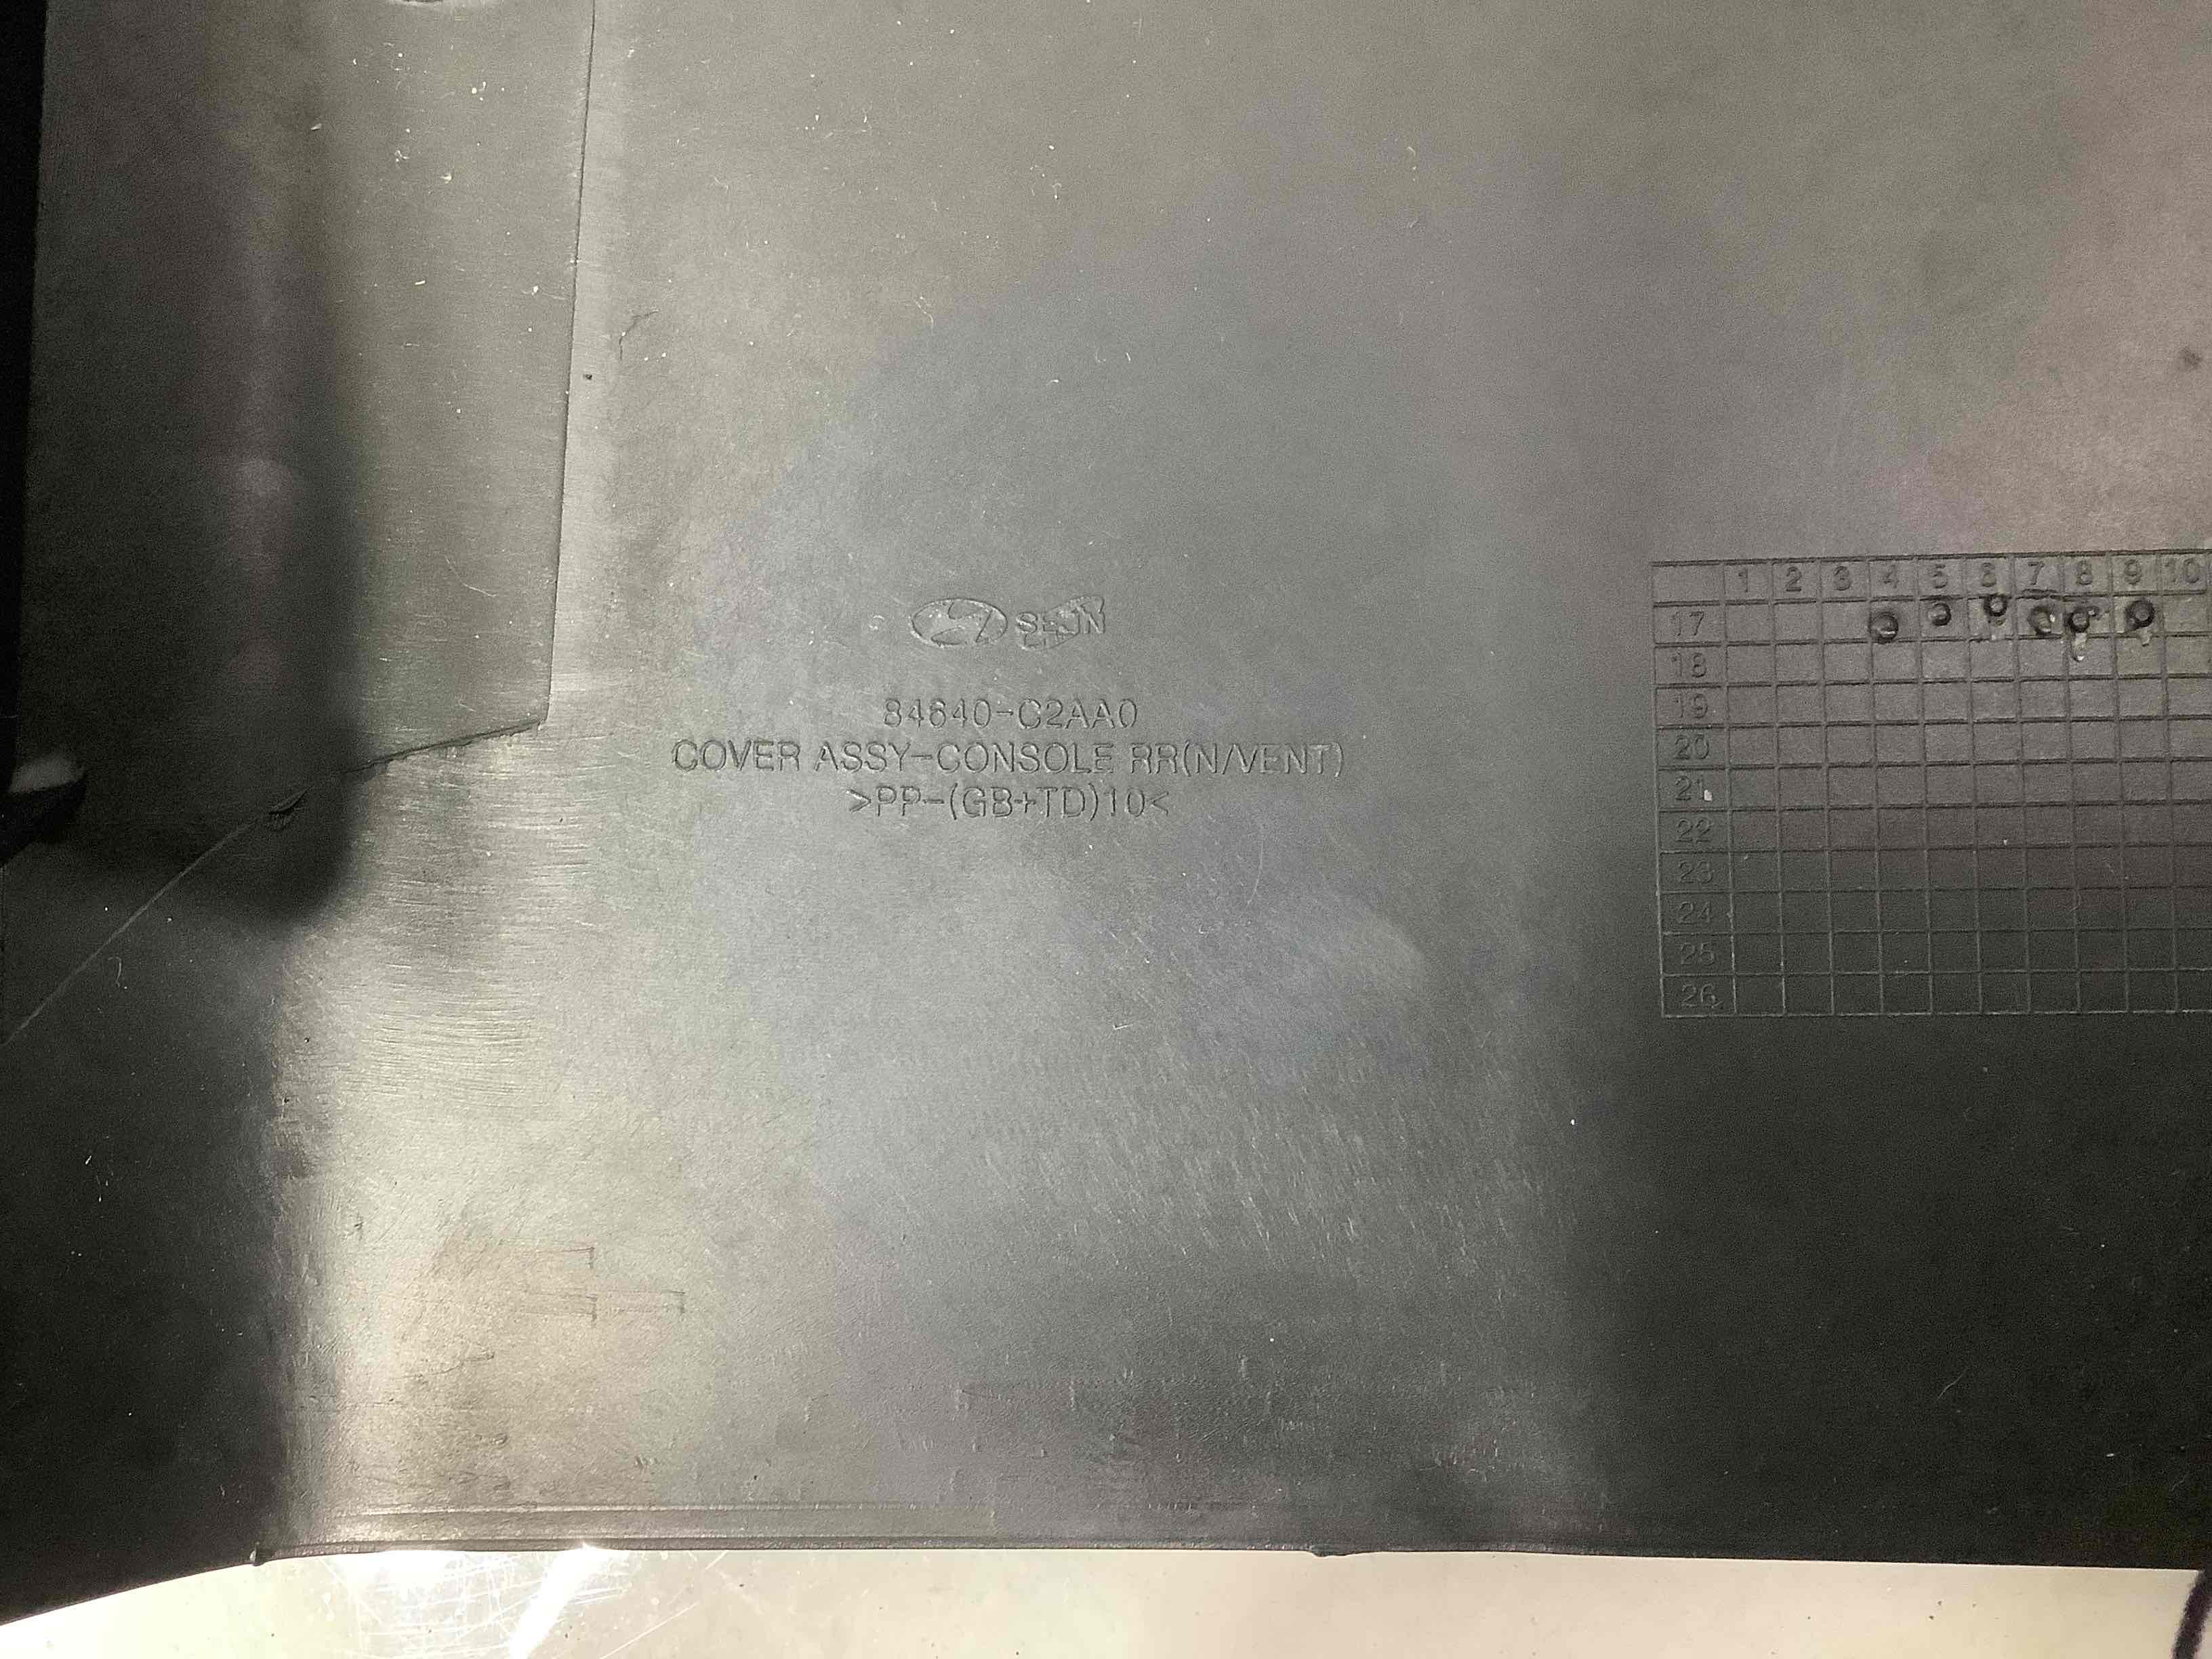 SEJIN
84640-C2AA0
COVER ASSY-CONSOLE RR(N/VENT)
>PP-(GB+TD)10<
1 2 3 4 5 6 7 8 9 10
17
18
19
20
21
22
23
24
25
26